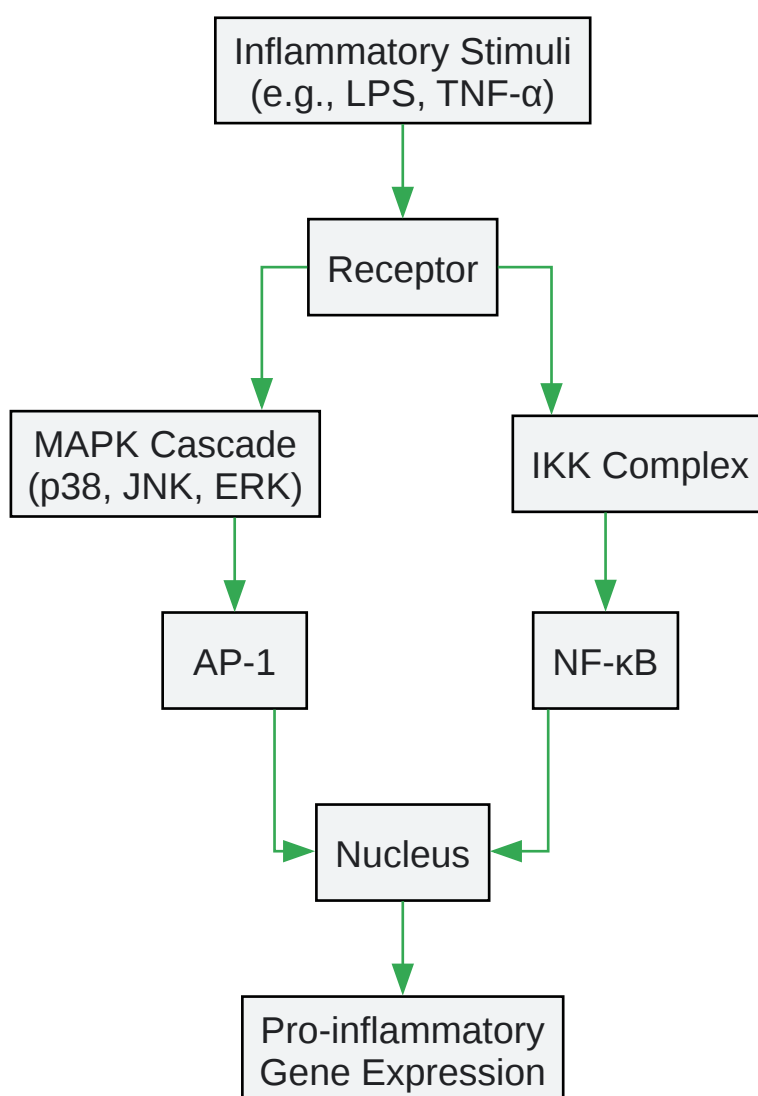 Inflammatory Stimuli
(e.g., LPS, TNF-α)
Receptor
MAPK Cascade
(p38, JNK, ERK)
IKK Complex
AP-1
NF-κB
Nucleus
Pro-inflammatory
Gene Expression